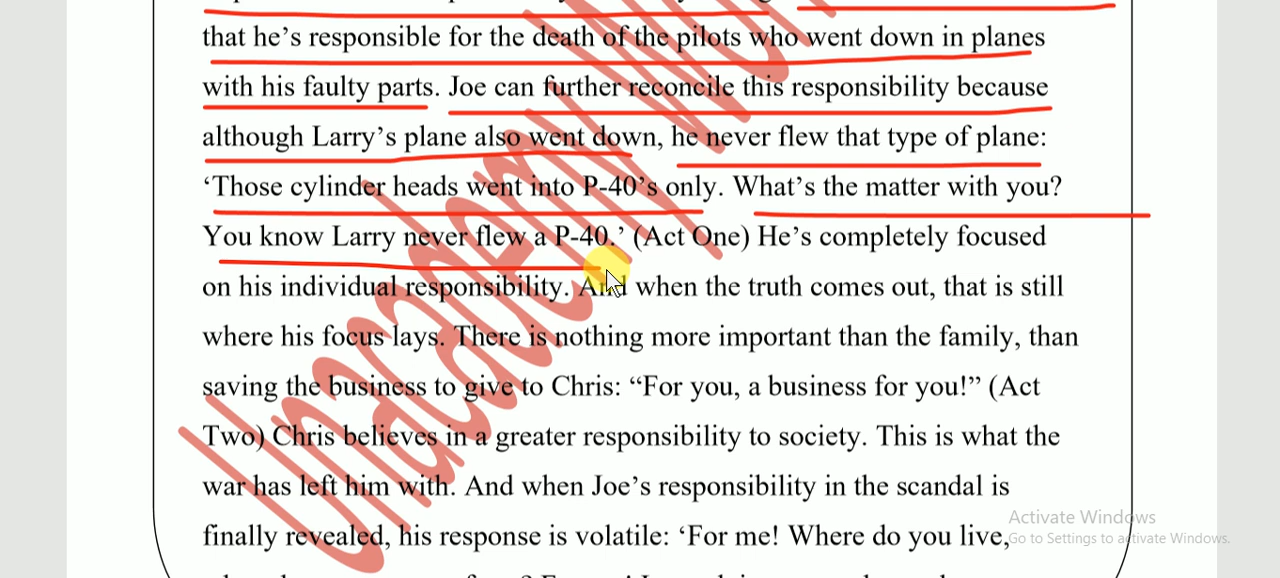 that he’s responsible for the death of the pilots who went down in planes
with his faulty parts. Joe can further reconcile this responsibility because
although Larry’s plane also went down, he never flew that type of plane:
‘Those cylinder heads went into P-40’s only. What’s the matter with you?
You know Larry never flew a P-40.’ (Act One) He’s completely focused
on his individual responsibility. And when the truth comes out, that is still
where his focus lays. There is nothing more important than the family, than
saving the business to give to Chris: “For you, a business for you!” (Act
Two) Chris believes in a greater responsibility to society. This is what the
war has left him with. And when Joe’s responsibility in the scandal is
finally revealed, his response is volatile: ‘For me! Where do you live,
Unacademy
Activate Windows
Go to Settings to activate Windows.